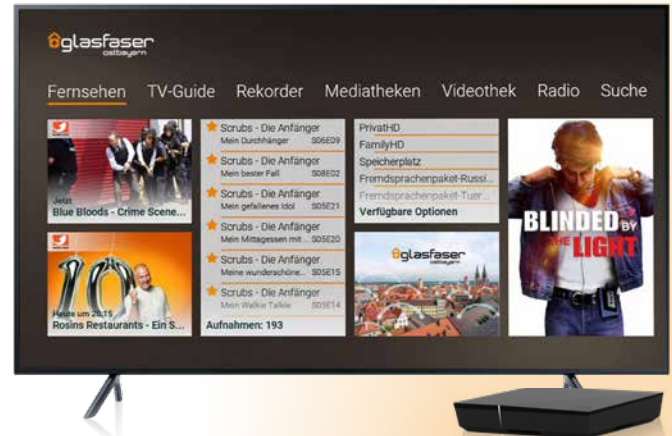 glasfaser
ostbayern
Fernsehen TV-Guide Rekorder Mediatheken Videothek Radio Suche
Jetzt
Blue Bloods - Crime Scene...
Heute um 20:15
Rosins Restaurants - Ein S...
Scrubs - Die Anfänger
Mein Durchhänger S06E09
Scrubs - Die Anfänger
Mein bester Fall S08E02
Scrubs - Die Anfänger
Mein gefallenes Idol S05E21
Scrubs - Die Anfänger
Mein Mittagessen mit ... S05E20
Scrubs - Die Anfänger
Meine wunderschöne... S05E15
Scrubs - Die Anfänger
Mein Walkie Talkie S05E14
Aufnahmen: 193
PrivatHD
FamilyHD
Speicherplatz
Fremdsprachenpaket-Russi...
Fremdsprachenpaket-Tuer...
Verfügbare Optionen
glasfaser
ostbayern
BLINDED BY
THE LIGHT